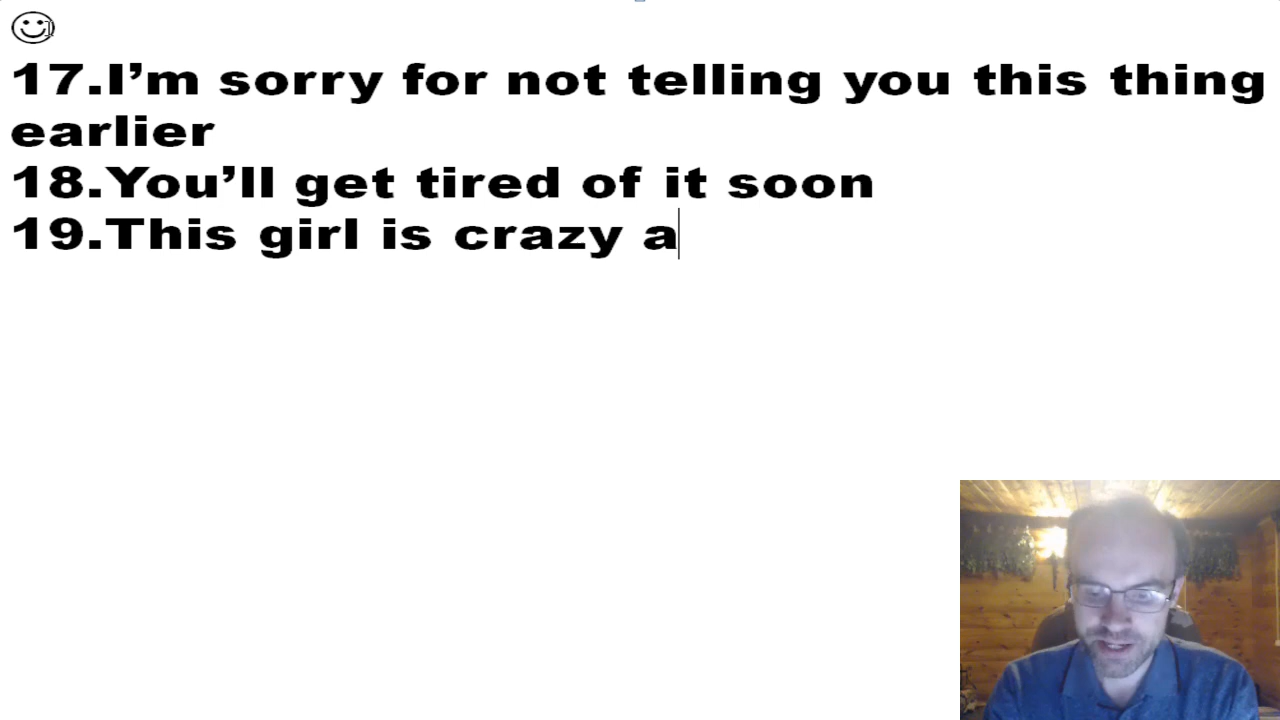 17.I’m sorry for not telling you this thing
earlier
18.You’ll get tired of it soon
19.This girl is crazy a